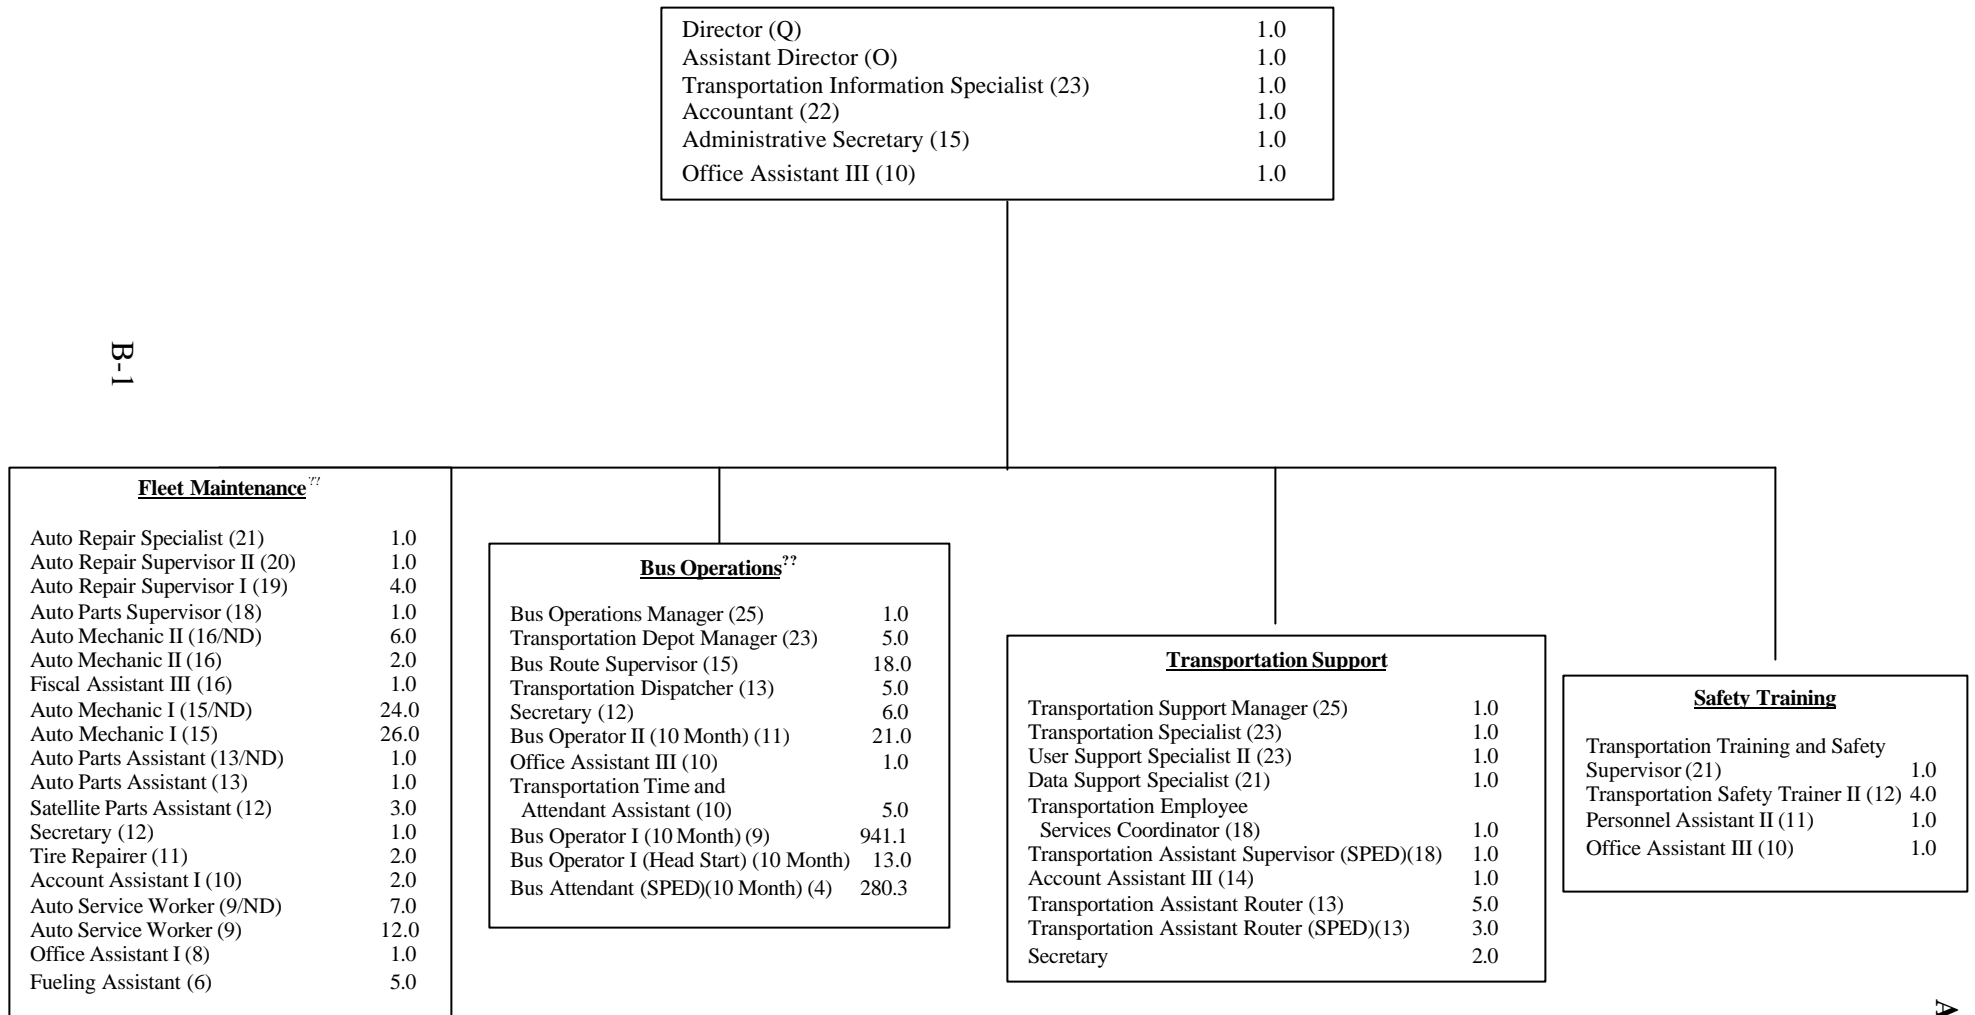 Director (Q) 1.0
Assistant Director (O) 1.0
Transportation Information Specialist (23) 1.0
Accountant (22) 1.0
Administrative Secretary (15) 1.0
Office Assistant III (10) 1.0
B-1
Fleet Maintenance??
Auto Repair Specialist (21) 1.0
Auto Repair Supervisor II (20) 1.0
Auto Repair Supervisor I (19) 4.0
Auto Parts Supervisor (18) 1.0
Auto Mechanic II (16/ND) 6.0
Auto Mechanic II (16) 2.0
Fiscal Assistant III (16) 1.0
Auto Mechanic I (15/ND) 24.0
Auto Mechanic I (15) 26.0
Auto Parts Assistant (13/ND) 1.0
Auto Parts Assistant (13) 1.0
Satellite Parts Assistant (12) 3.0
Secretary (12) 1.0
Tire Repairer (11) 2.0
Account Assistant I (10) 2.0
Auto Service Worker (9/ND) 7.0
Auto Service Worker (9) 12.0
Office Assistant I (8) 1.0
Fueling Assistant (6) 5.0
Bus Operations??
Bus Operations Manager (25) 1.0
Transportation Depot Manager (23) 5.0
Bus Route Supervisor (15) 18.0
Transportation Dispatcher (13) 5.0
Secretary (12) 6.0
Bus Operator II (10 Month) (11) 21.0
Office Assistant III (10) 1.0
Transportation Time and
Attendant Assistant (10) 5.0
Bus Operator I (10 Month) (9) 941.1
Bus Operator I (Head Start) (10 Month) 13.0
Bus Attendant (SPED)(10 Month) (4) 280.3
Transportation Support
Transportation Support Manager (25) 1.0
Transportation Specialist (23) 1.0
User Support Specialist II (23) 1.0
Data Support Specialist (21) 1.0
Transportation Employee
Services Coordinator (18) 1.0
Transportation Assistant Supervisor (SPED)(18) 1.0
Account Assistant III (14) 1.0
Transportation Assistant Router (13) 5.0
Transportation Assistant Router (SPED)(13) 3.0
Secretary 2.0
Safety Training
Transportation Training and Safety
Supervisor (21) 1.0
Transportation Safety Trainer II (12) 4.0
Personnel Assistant II (11) 1.0
Office Assistant III (10) 1.0
A